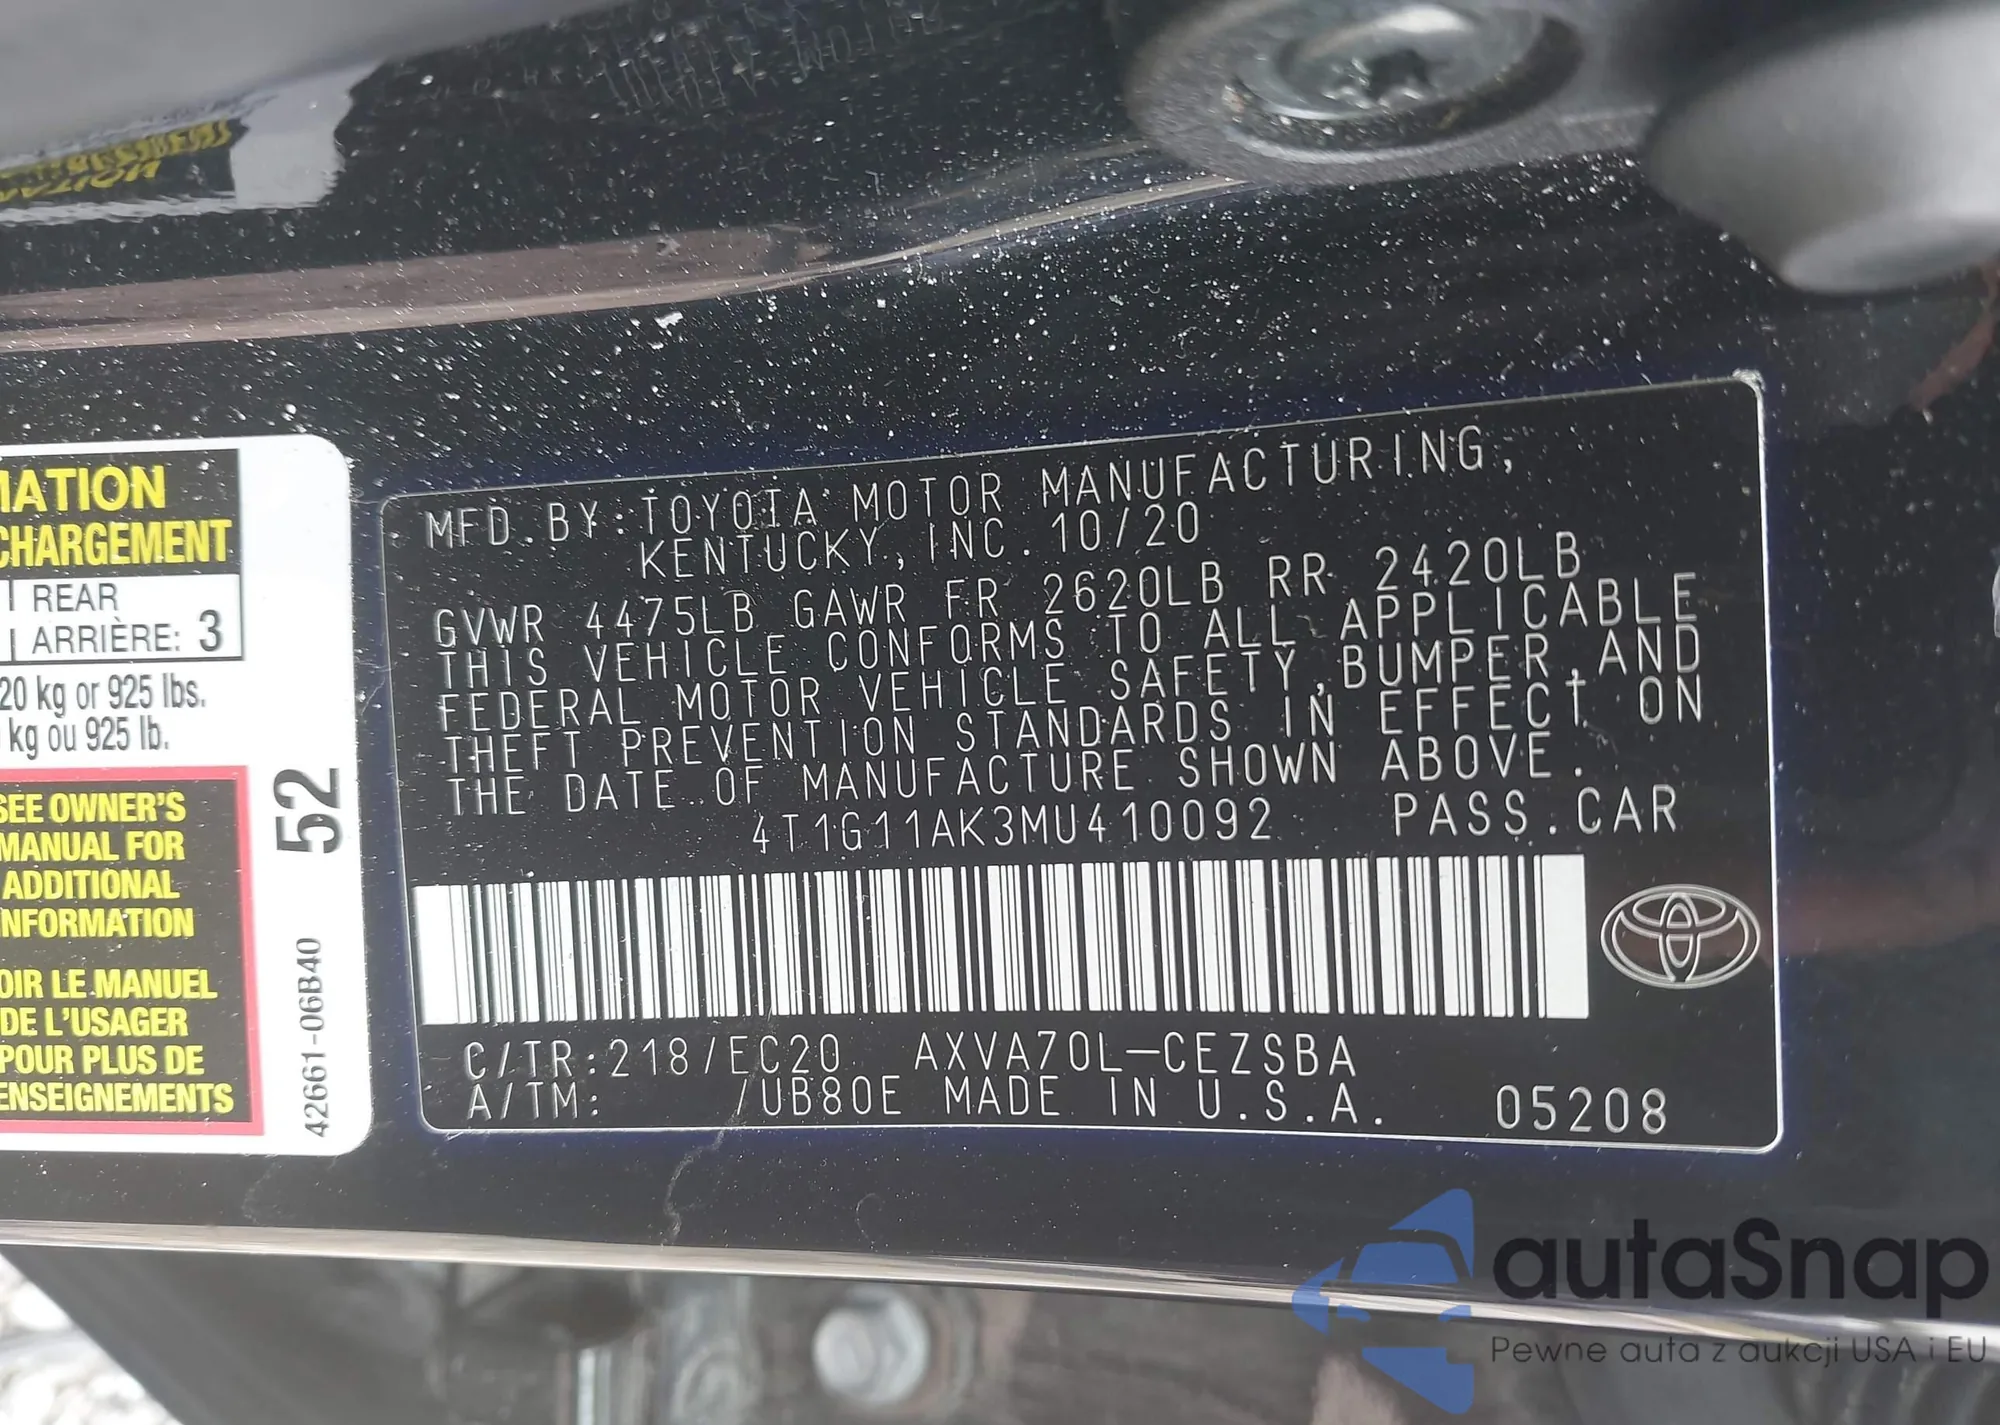 MATION
CHARGEMENT
REAR
ARRIÈRE: 3
20 kg or 925 lbs.
kg ou 925 lb.
SEE OWNER'S
MANUAL FOR
ADDITIONAL
INFORMATION
OIR LE MANUEL
DE L'USAGER
POUR PLUS DE
ENSEIGNEMENTS
52
42661-06B40
MFD.BY:TOYOTA MOTOR MANUFACTURING,
KENTUCKY, INC. 10/20
GVWR 4475LB GAWR FR 2620LB RR 2420LB
THIS VEHICLE CONFORMS TO ALL APPLICABLE
FEDERAL MOTOR VEHICLE SAFETY,BUMPER,AND
THEFT PREVENTION STANDARDS IN EFFECT ON
THE DATE OF MANUFACTURE SHOWN ABOVE.
4T1G11AK3MU410092 PASS.CAR
C/TR:218/EC20 AXVA70L-CEZSBA
A/TM: /UB80E MADE IN U.S.A. 05208
autaSnap
Pewne auta z aukcji USA i EU